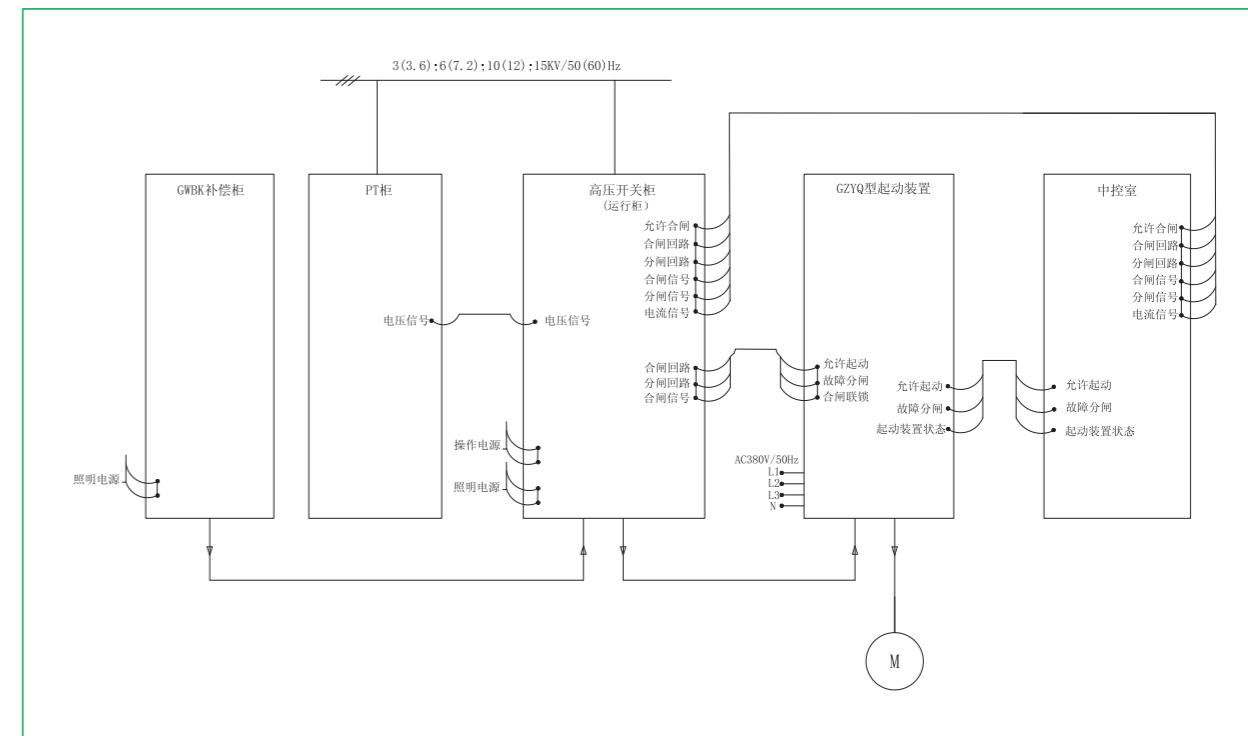 3(3.6);6(7.2);10(12);15KV/50(60)Hz
GWBK补偿柜
PT柜
高压开关柜
(运行柜)
GZYQ型起动装置
中控室
允许合闸
合闸回路
分闸回路
合闸信号
分闸信号
电流信号
允许合闸
合闸回路
分闸回路
合闸信号
分闸信号
电流信号
电压信号
电压信号
合闸回路
分闸回路
合闸信号
允许起动
故障分闸
合闸联锁
允许起动
故障分闸
起动装置状态
允许起动
故障分闸
起动装置状态
操作电源
照明电源
照明电源
AC380V/50Hz
L1
L2
L3
N
M